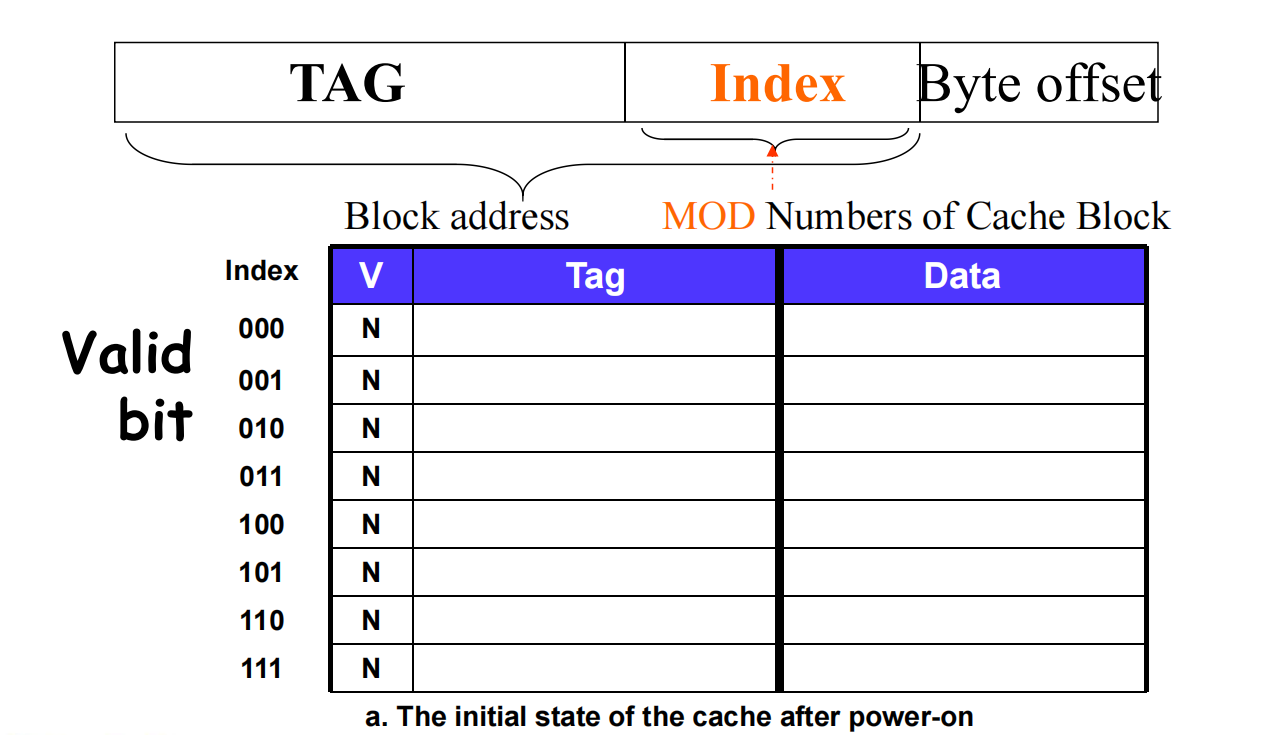 TAG Index Byte offset
Block address MOD Numbers of Cache Block
Index V Tag Data
Valid
bit
000 N
001 N
010 N
011 N
100 N
101 N
110 N
111 N
a. The initial state of the cache after power-on